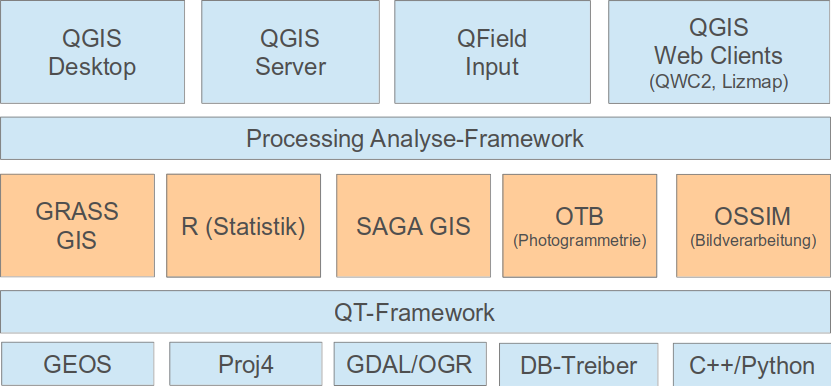 QGIS
Desktop
QGIS
Server
QField
Input
QGIS
Web Clients
(QWC2, Lizmap)
Processing Analyse-Framework
GRASS
GIS
R (Statistik)
SAGA GIS
OTB
(Photogrammetrie)
OSSIM
(Bildverarbeitung)
QT-Framework
GEOS
Proj4
GDAL/OGR
DB-Treiber
C++/Python